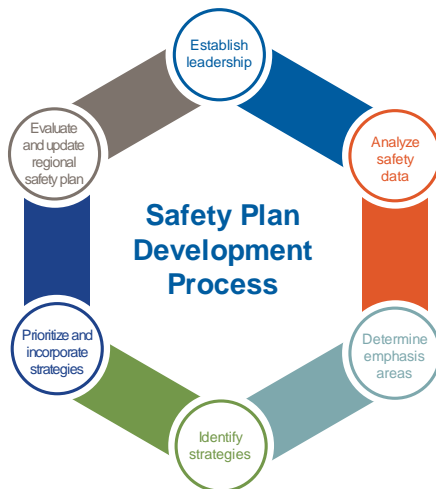 Establish
leadership
Analyze
safety
data
Determine
emphasis
areas
Identify
strategies
Prioritize and
incorporate
strategies
Evaluate
and update
regional
safety plan
Safety Plan
Development
Process